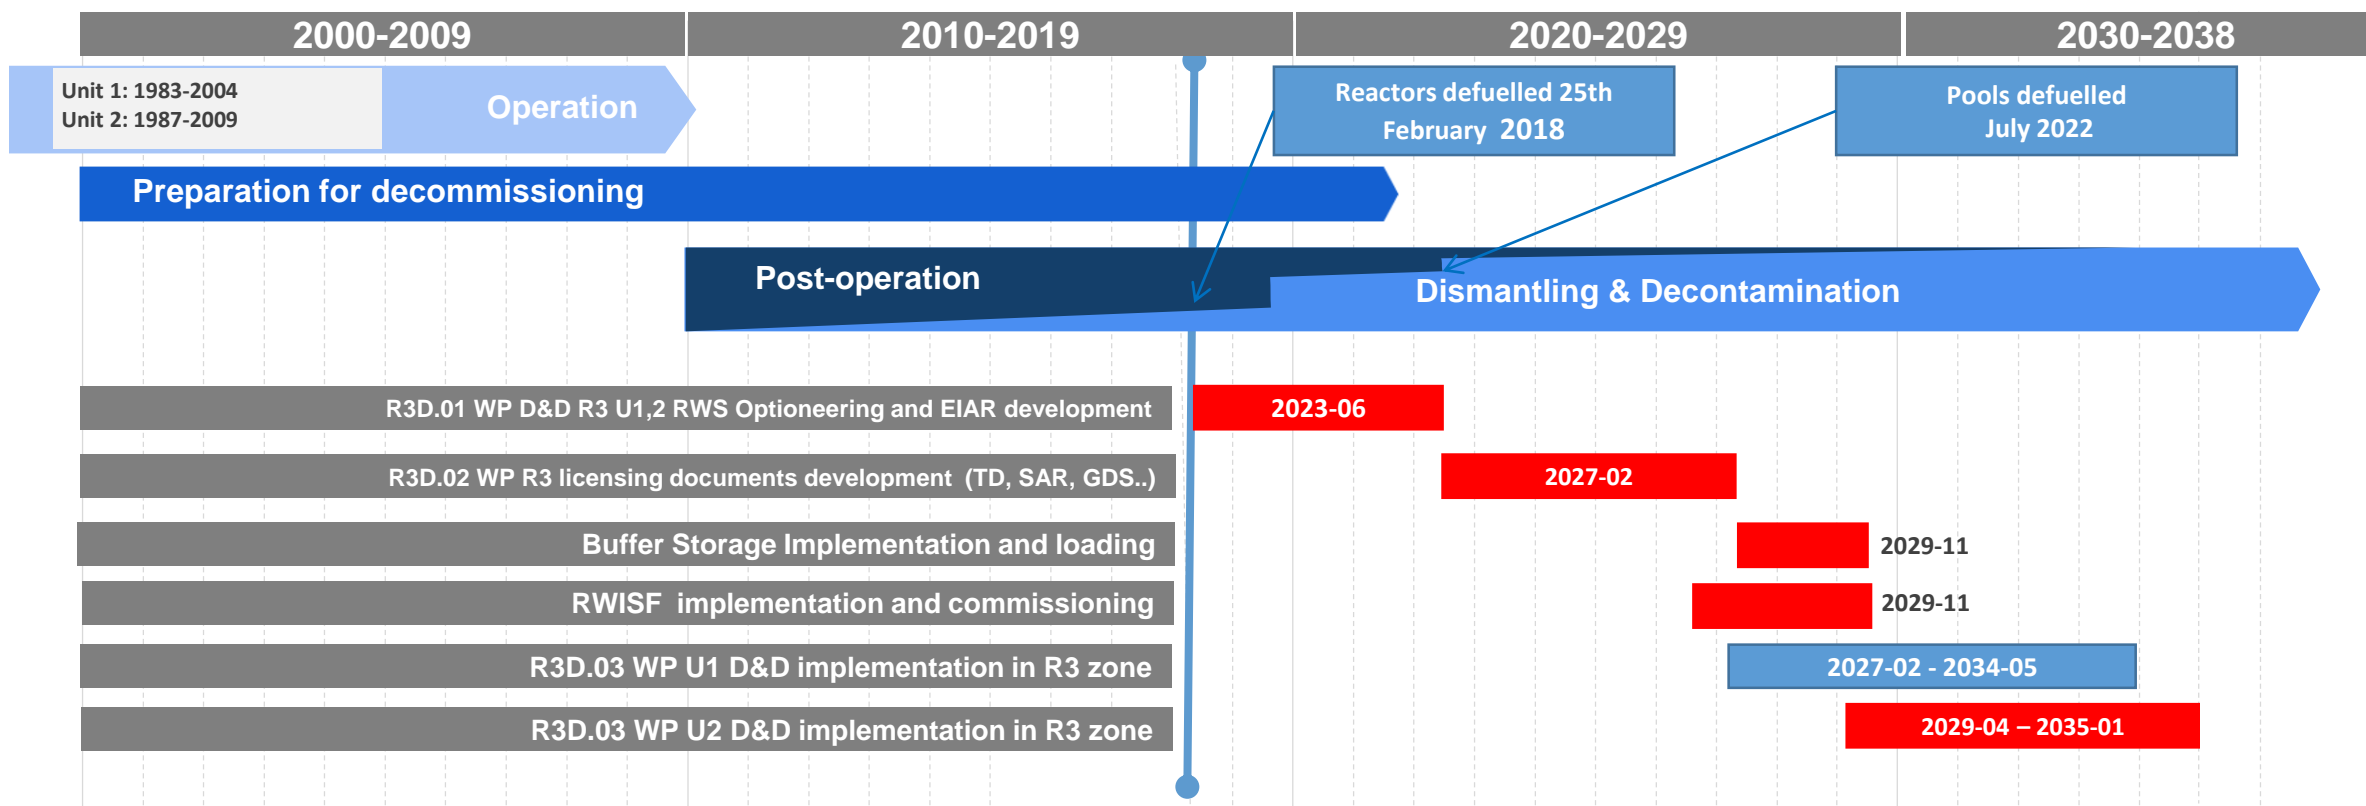 2000-2009 2010-2019 2020-2029 2030-2038
Unit 1: 1983-2004
Unit 2: 1987-2009
Operation
Reactors defuelled 25th
February 2018
Pools defuelled
July 2022
Preparation for decommissioning
Post-operation
Dismantling & Decontamination
R3D.01 WP D&D R3 U1,2 RWS Optioneering and EIAR development
2023-06
R3D.02 WP R3 licensing documents development (TD, SAR, GDS..)
2027-02
Buffer Storage Implementation and loading
2029-11
RWISF implementation and commissioning
2029-11
R3D.03 WP U1 D&D implementation in R3 zone
2027-02 - 2034-05
R3D.03 WP U2 D&D implementation in R3 zone
2029-04 – 2035-01